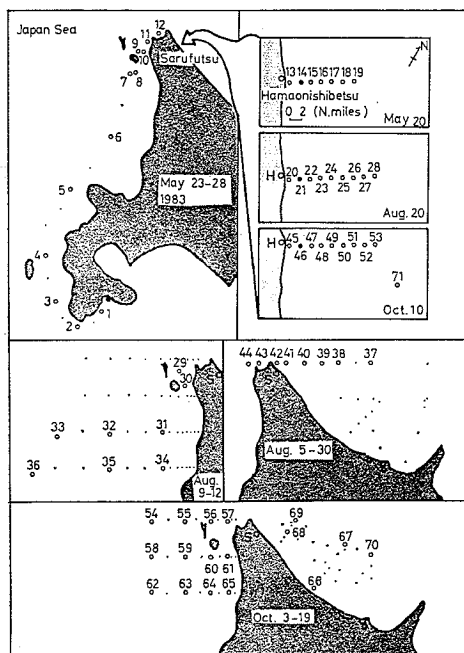 Japan Sea
12
11
9
10
Sarufutsu
7 8
6
5
4
3
2
1
May 23-28
1983
N
13 14 15 16 17 18 19
Hamaonishibetsu
0 2 (N.miles)
May 20
H 20 22 24 26 28
21 23 25 27
Aug. 20
H 45 47 49 51 53
46 48 50 52
71
Oct. 10
29
30
S
33 32 31
36 35 34
Aug.
9-12
44 43 42 41 40 39 38 37
S
Aug. 5-30
54 55 56 57
58 59
60 61
62 63 64 65
S
69
68
67
70
66
Oct. 3-19